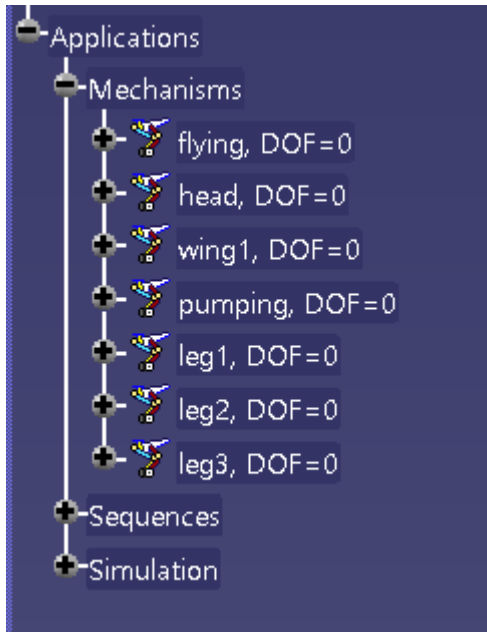 Applications
Mechanisms
flying, DOF=0
head, DOF=0
wing1, DOF=0
pumping, DOF=0
leg1, DOF=0
leg2, DOF=0
leg3, DOF=0
Sequences
Simulation